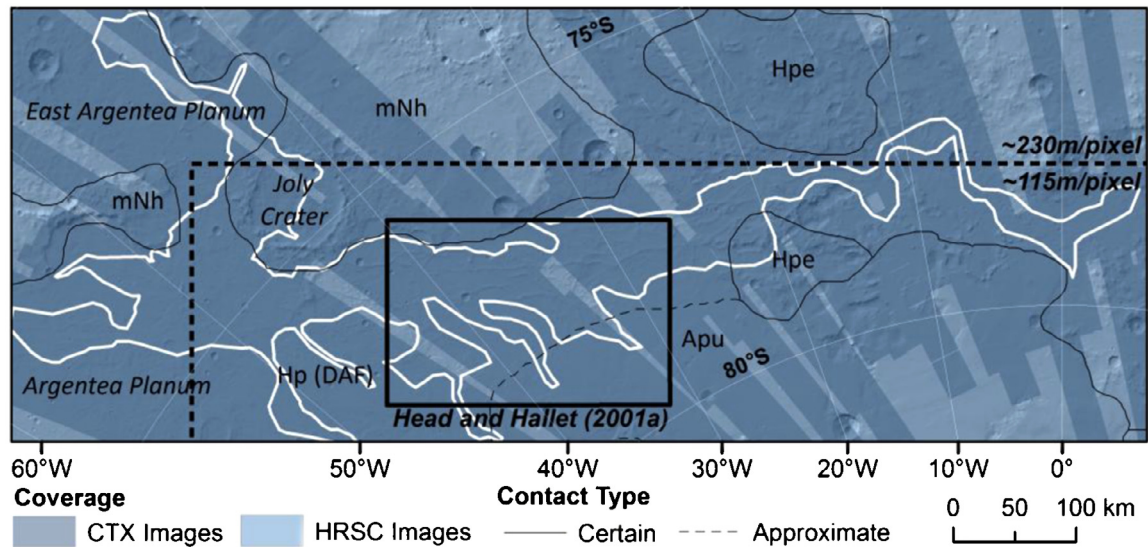 75°S
Hpe
East Argentea Planum
mNh
~230m/pixel
~115m/pixel
Joly
Crater
mNh
Hpe
Apu
80°S
Hp (DAF)
Argentea Planum
Head and Hallet (2001a)
60°W 50°W 40°W 30°W 20°W 10°W 0°
Coverage Contact Type 0 50 100 km
CTX Images HRSC Images Certain Approximate